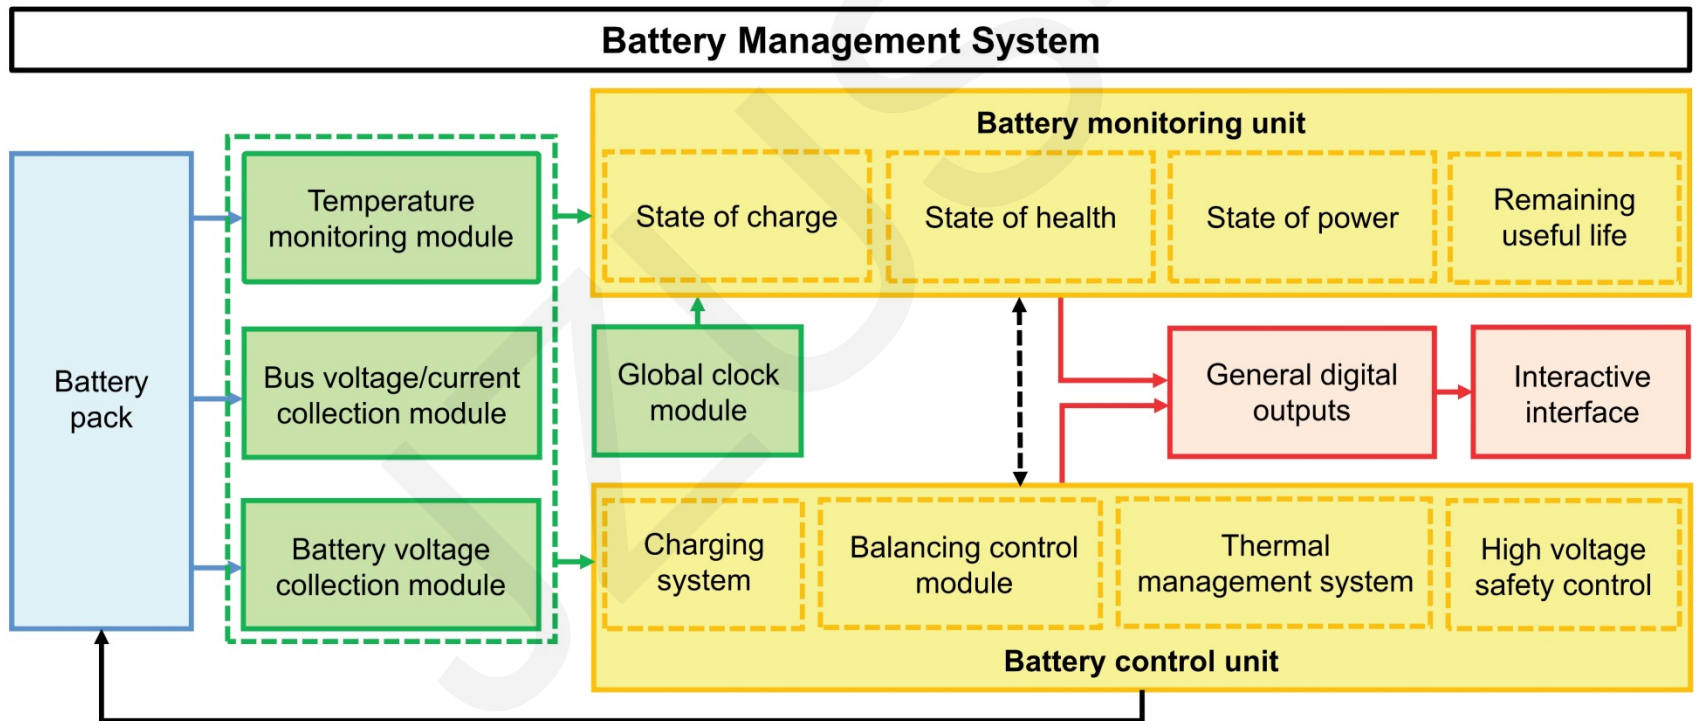 Battery Management System
Battery
pack
Temperature
monitoring module
Bus voltage/current
collection module
Battery voltage
collection module
Battery monitoring unit
State of charge
State of health
State of power
Remaining
useful life
Global clock
module
General digital
outputs
Interactive
interface
Charging
system
Balancing control
module
Thermal
management system
High voltage
safety control
Battery control unit
JZUS